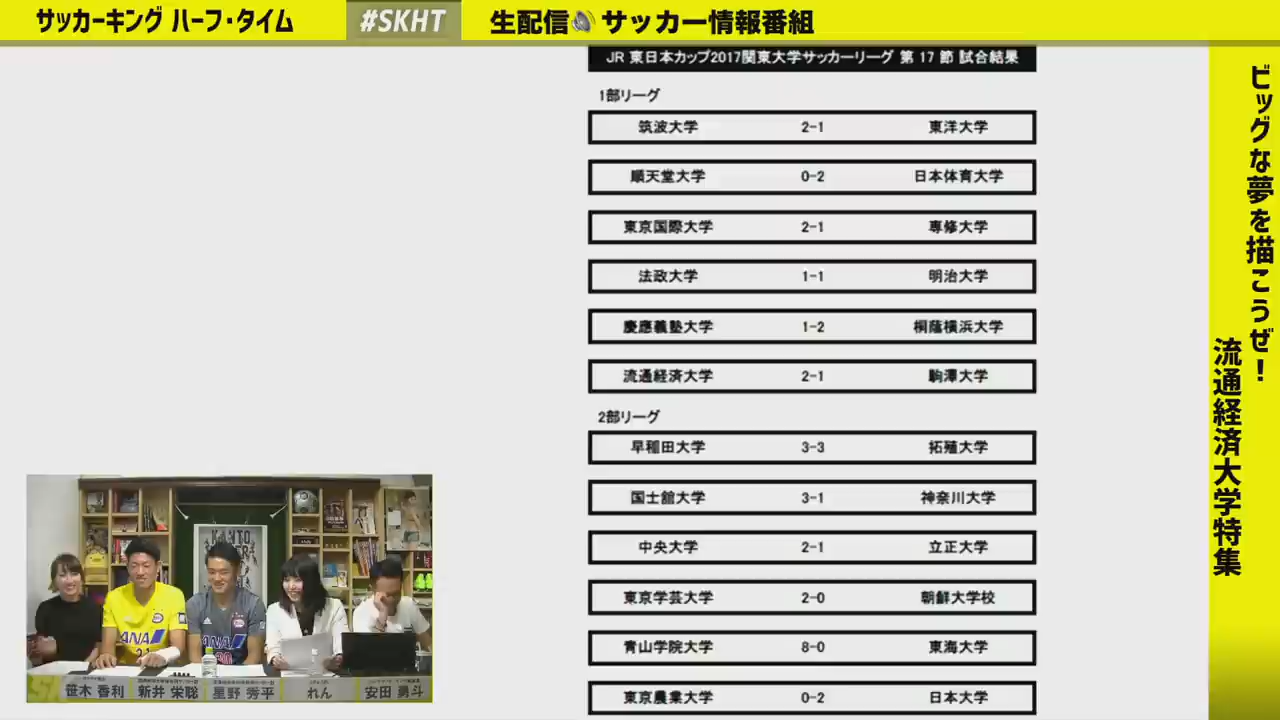 サッカーキング ハーフ・タイム
#SKHT
生配信 サッカー情報番組
JR 東日本カップ2017関東大学サッカーリーグ 第 17 節 試合結果
1部リーグ
筑波大学 2-1 東洋大学
順天堂大学 0-2 日本体育大学
東京国際大学 2-1 専修大学
法政大学 1-1 明治大学
慶應義塾大学 1-2 桐蔭横浜大学
流通経済大学 2-1 駒澤大学
2部リーグ
早稲田大学 3-3 拓殖大学
国士舘大学 3-1 神奈川大学
中央大学 2-1 立正大学
東京学芸大学 2-0 朝鮮大学校
青山学院大学 8-0 東海大学
東京農業大学 0-2 日本大学
ビッグな夢を描こうぜ！
流通経済大学特集
KANTO
ANA
ANA
笹木 香利
新井 栄聡
星野 秀平
れん
安田 勇斗